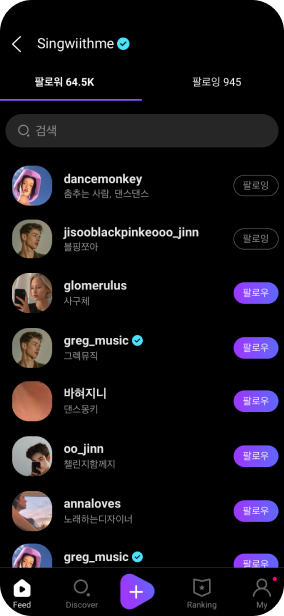 Singwiithme
팔로워 64.5K
팔로잉 945
검색
dancemonkey
춤추는 사람, 댄스댄스
팔로잉
jisooblackpinkeooo_jinn
블핑쪼아
팔로잉
glomerulus
사구체
팔로우
greg_music
그렉뮤직
팔로우
바혀지니
댄스몽키
팔로우
oo_jinn
챌린지함께지
팔로우
annaloves
노래하는디자이너
팔로우
greg_music
팔로우
Feed
Discover
Ranking
My